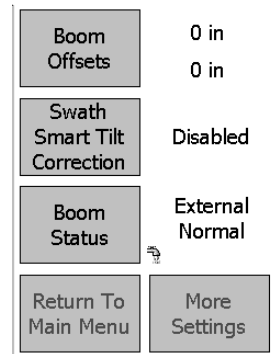 Boom
Offsets
0 in
0 in
Swath
Smart Tilt
Correction
Disabled
Boom
Status
External
Normal
Return To
Main Menu
More
Settings